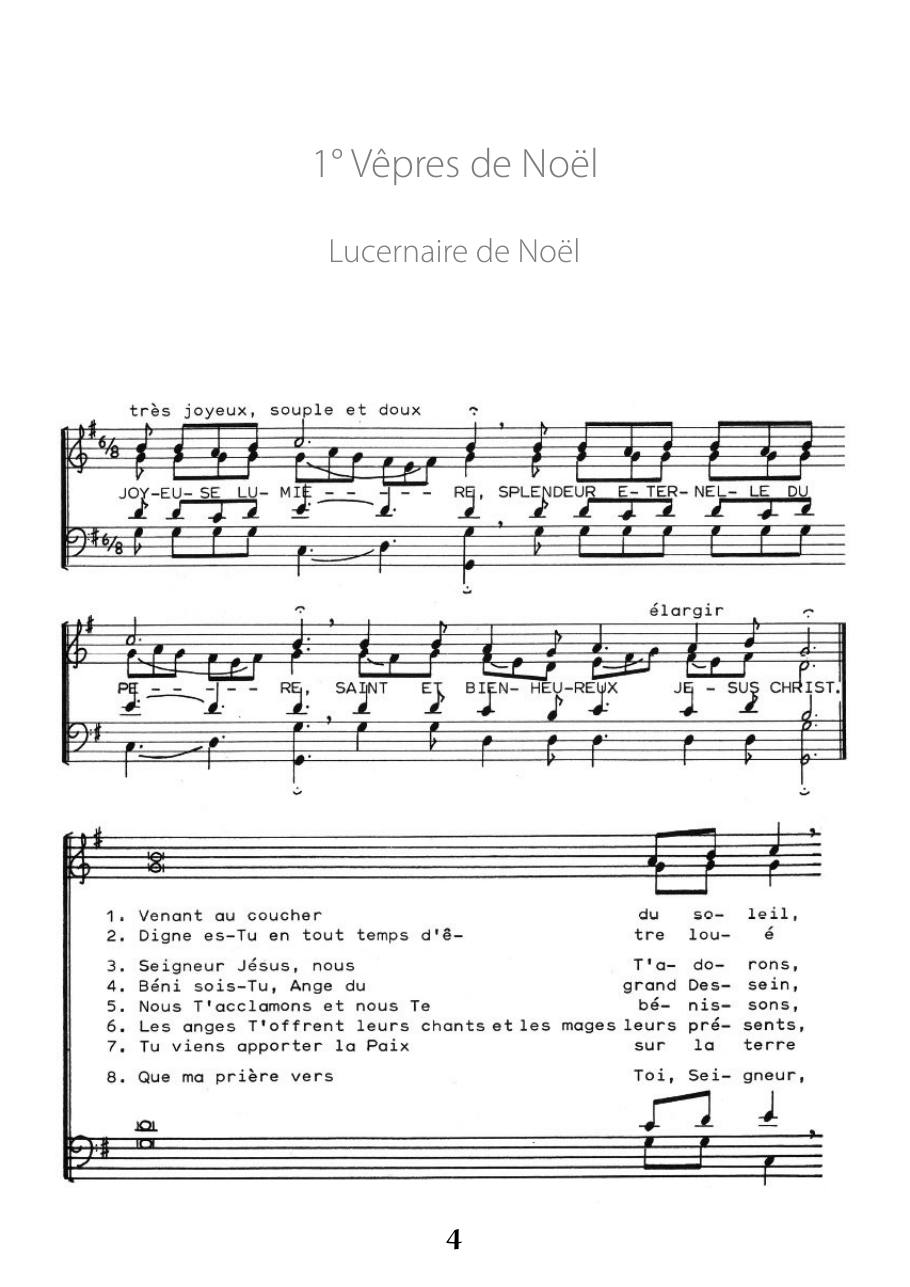 1° Vêpres de Noël
Lucernaire de Noël
très joyeux, souple et doux
6/8
JOY-EU-SE LU-MIE - - - - - RE, SPLENDEUR E-TER-NEL-LE DU
6/8
élargir
PE - - - - RE, SAINT ET BIEN-HEU-REUX JE-SUS CHRIST.
1. Venant au coucher du so- leil,
2. Digne es-Tu en tout temps d'ê- tre lou- é
3. Seigneur Jésus, nous T'a- do- rons,
4. Béni sois-Tu, Ange du grand Des- sein,
5. Nous T'acclamons et nous Te bé- nis- sons,
6. Les anges T'offrent leurs chants et les mages leurs pré- sents,
7. Tu viens apporter la Paix sur la terre
8. Que ma prière vers Toi, Sei- gneur,
4